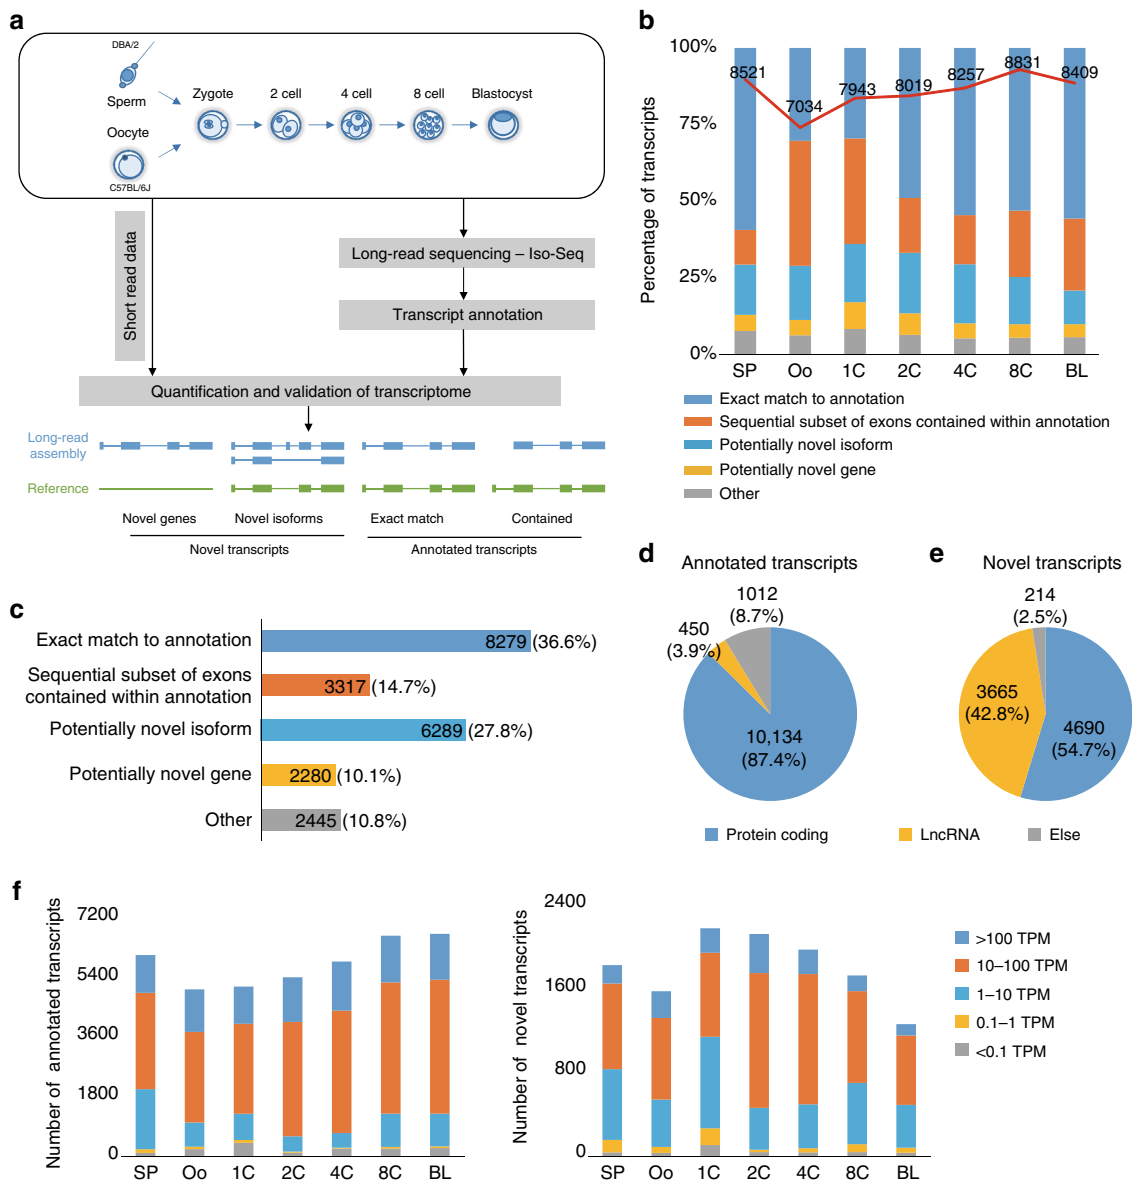 a
DBA/2
Sperm
Oocyte
C57BL/6J
Zygote
2 cell
4 cell
8 cell
Blastocyst
Short read data
Long-read sequencing – Iso-Seq
Transcript annotation
Quantification and validation of transcriptome
Long-read
assembly
Reference
Novel genes
Novel isoforms
Exact match
Contained
Novel transcripts
Annotated transcripts
b
Percentage of transcripts
100%
75%
50%
25%
0%
8521
7034
7943
8019
8257
8831
8409
SP
Oo
1C
2C
4C
8C
BL
Exact match to annotation
Sequential subset of exons contained within annotation
Potentially novel isoform
Potentially novel gene
Other
c
Exact match to annotation
8279 (36.6%)
Sequential subset of exons
contained within annotation
3317 (14.7%)
Potentially novel isoform
6289 (27.8%)
Potentially novel gene
2280 (10.1%)
Other
2445 (10.8%)
d
Annotated transcripts
1012
(8.7%)
450
(3.9%)
10,134
(87.4%)
e
Novel transcripts
214
(2.5%)
3665
(42.8%)
4690
(54.7%)
Protein coding
LncRNA
Else
f
Number of annotated transcripts
7200
5400
3600
1800
0
SP
Oo
1C
2C
4C
8C
BL
Number of novel transcripts
2400
1600
800
0
SP
Oo
1C
2C
4C
8C
BL
>100 TPM
10–100 TPM
1–10 TPM
0.1–1 TPM
<0.1 TPM